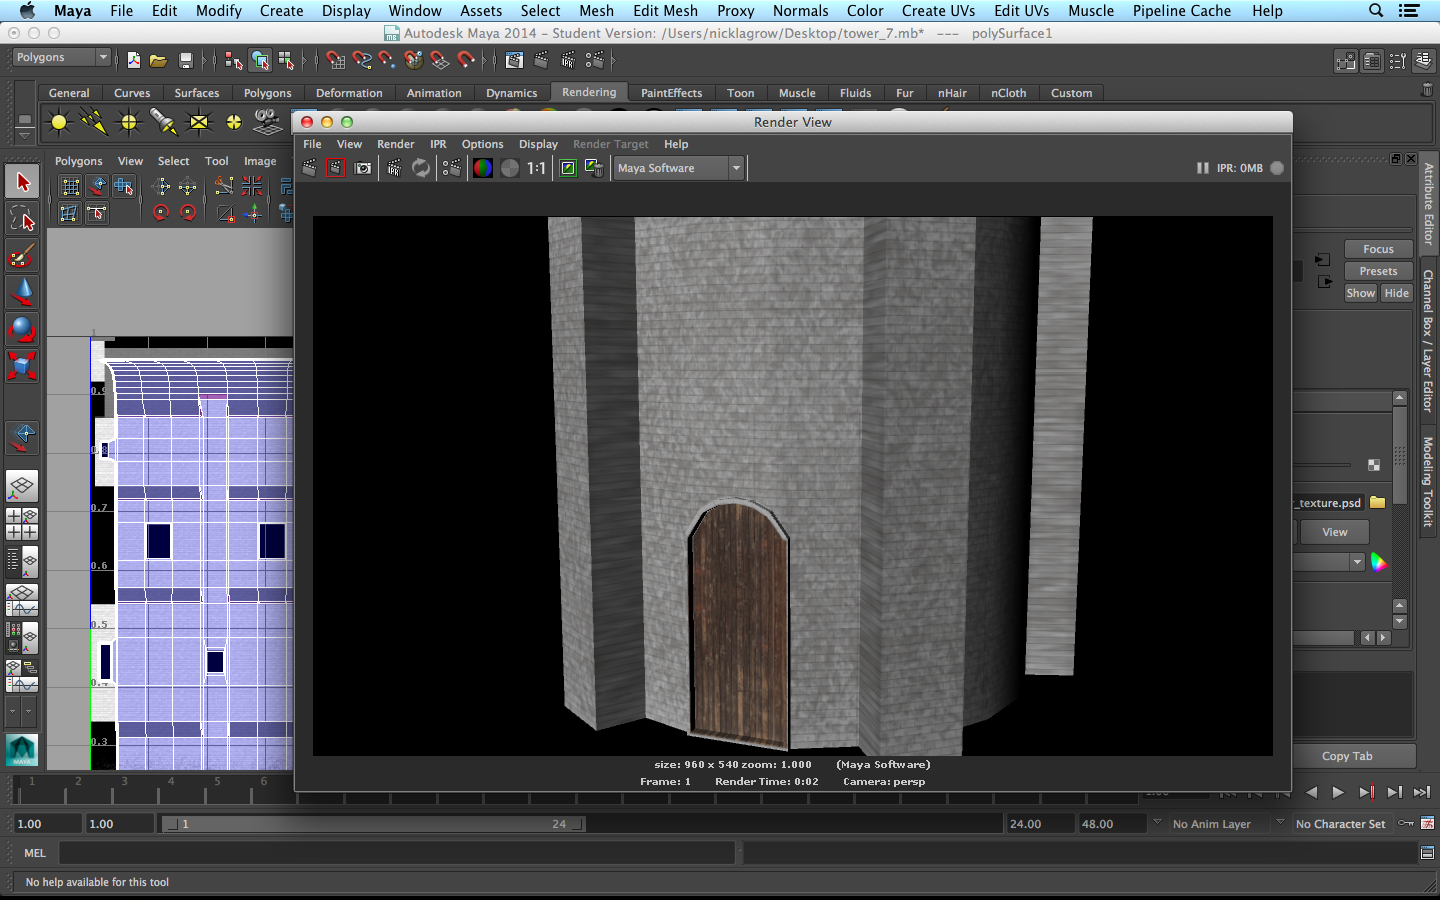 Maya File Edit Modify Create Display Window Assets Select Mesh Edit Mesh Proxy Normals Color Create UVs Edit UVs Muscle Pipeline Cache Help
Autodesk Maya 2014 - Student Version: /Users/nicklagrow/Desktop/tower_7.mb* --- polySurface1
Polygons
General Curves Surfaces Polygons Deformation Animation Dynamics Rendering PaintEffects Toon Muscle Fluids Fur nHair nCloth Custom
Render View
File View Render IPR Options Display Render Target Help
1:1 Maya Software IPR: 0MB
Polygons View Select Tool Image
Attribute Editor
Channel Box / Layer Editor
Modeling Toolkit
Focus
Presets
Show Hide
r_texture.psd
View
Copy Tab
1
0.9
0.8
0.7
0.6
0.5
0.4
0.3
MAYA
size: 960 x 540 zoom: 1.000 (Maya Software)
Frame: 1 Render Time: 0:02 Camera: persp
1 2 3 4 5 6
1.00
1.00 1.00 1 24 24.00 48.00 No Anim Layer No Character Set
MEL
No help available for this tool